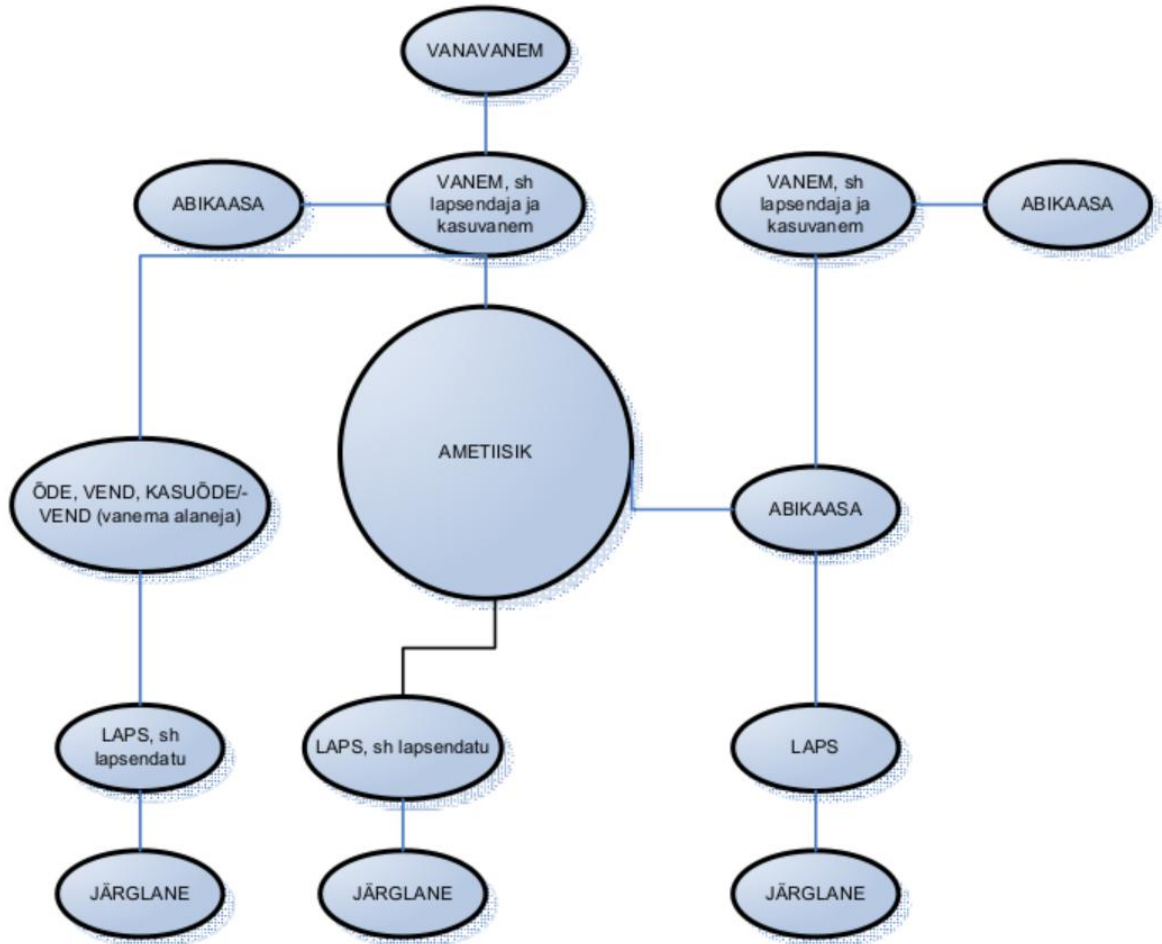 VANAVANEM
ABIKAASA
VANEM, sh
lapsendaja ja
kasuvanem
VANEM, sh
lapsendaja ja
kasuvanem
ABIKAASA
AMETIISIK
ÕDE, VEND, KASUÕDE/-
VEND (vanema alaneja)
ABIKAASA
LAPS, sh
lapsendatu
LAPS, sh lapsendatu
LAPS
JÄRGLANE
JÄRGLANE
JÄRGLANE